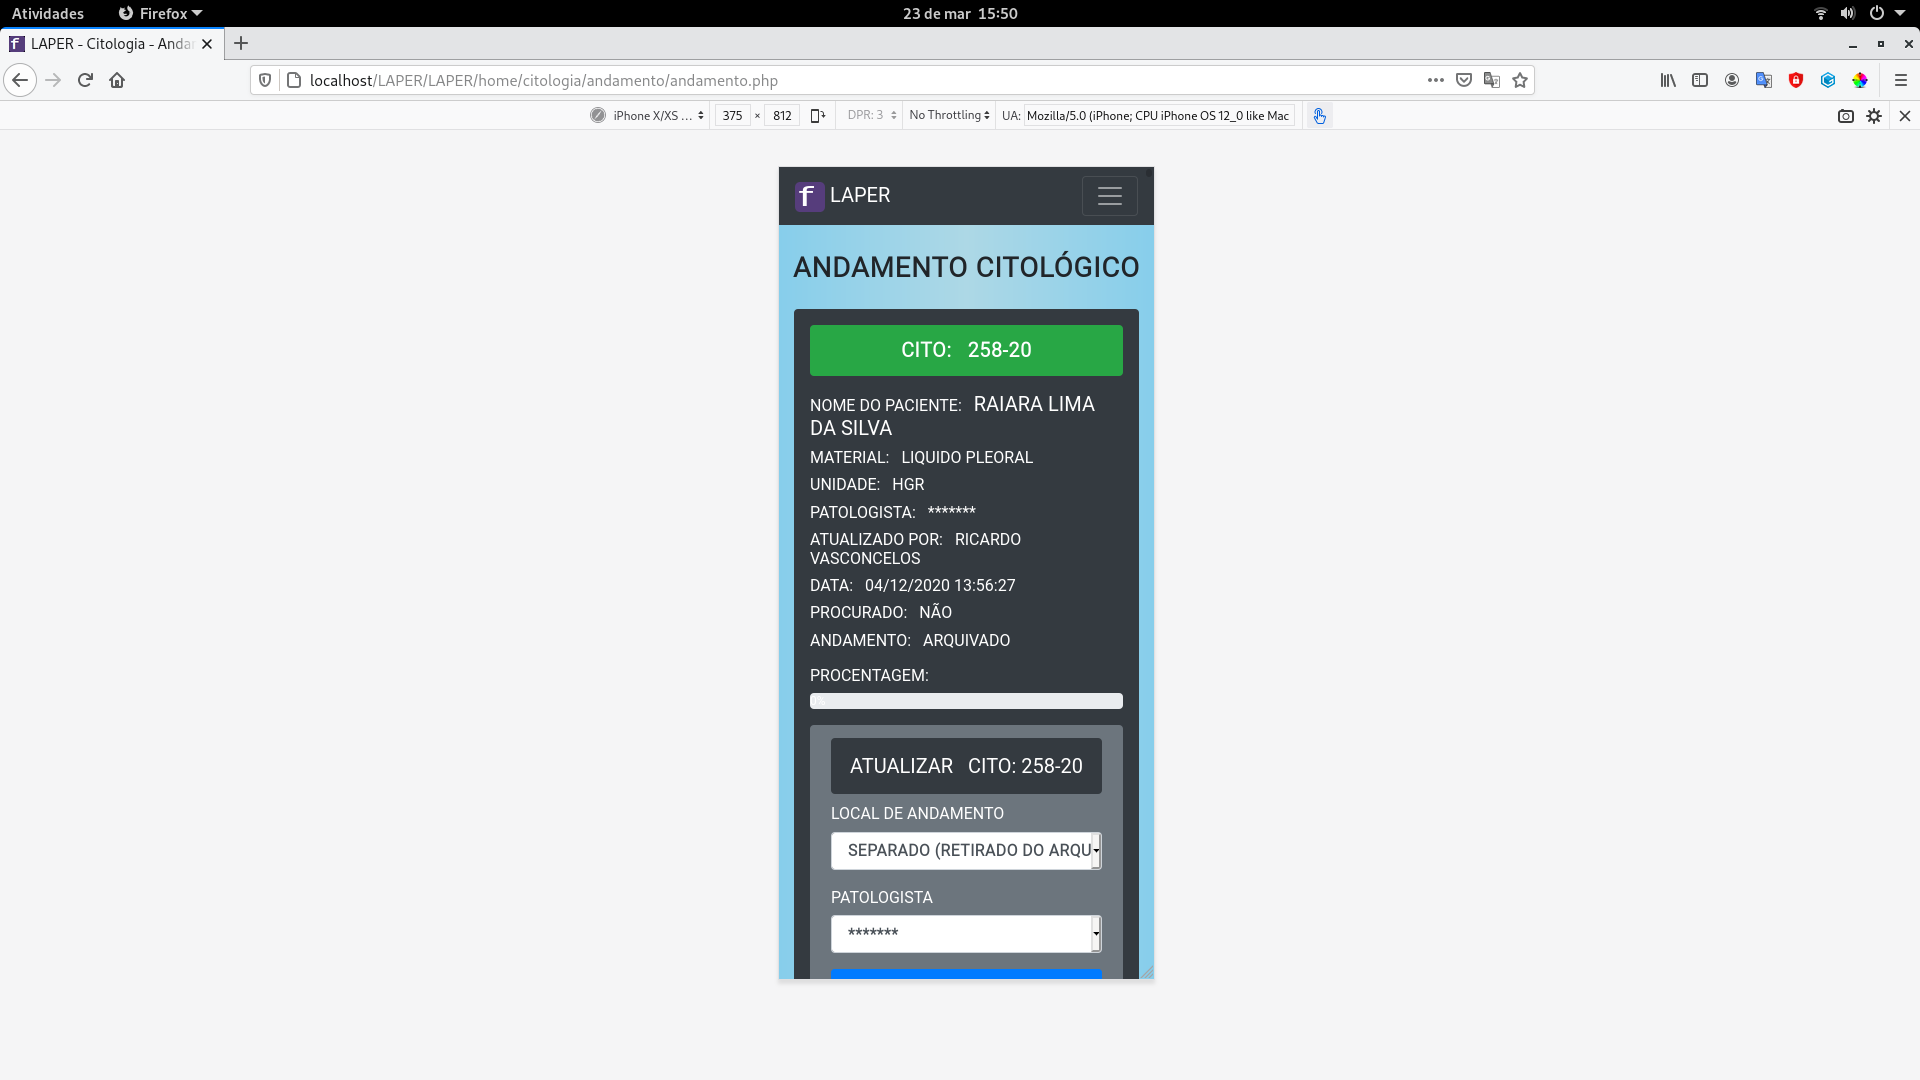 Atividades Firefox 23 de mar 15:50
LAPER - Citologia - Anda
localhost/LAPER/LAPER/home/citologia/andamento/andamento.php
iPhone X/XS ... 375 × 812 DPR: 3 No Throttling UA: Mozilla/5.0 (iPhone; CPU iPhone OS 12_0 like Mac
f LAPER
ANDAMENTO CITOLÓGICO
CITO: 258-20
NOME DO PACIENTE: RAIARA LIMA
DA SILVA
MATERIAL: LIQUIDO PLEORAL
UNIDADE: HGR
PATOLOGISTA: *******
ATUALIZADO POR: RICARDO
VASCONCELOS
DATA: 04/12/2020 13:56:27
PROCURADO: NÃO
ANDAMENTO: ARQUIVADO
PROCENTAGEM:
0%
ATUALIZAR CITO: 258-20
LOCAL DE ANDAMENTO
SEPARADO (RETIRADO DO ARQU
PATOLOGISTA
*******